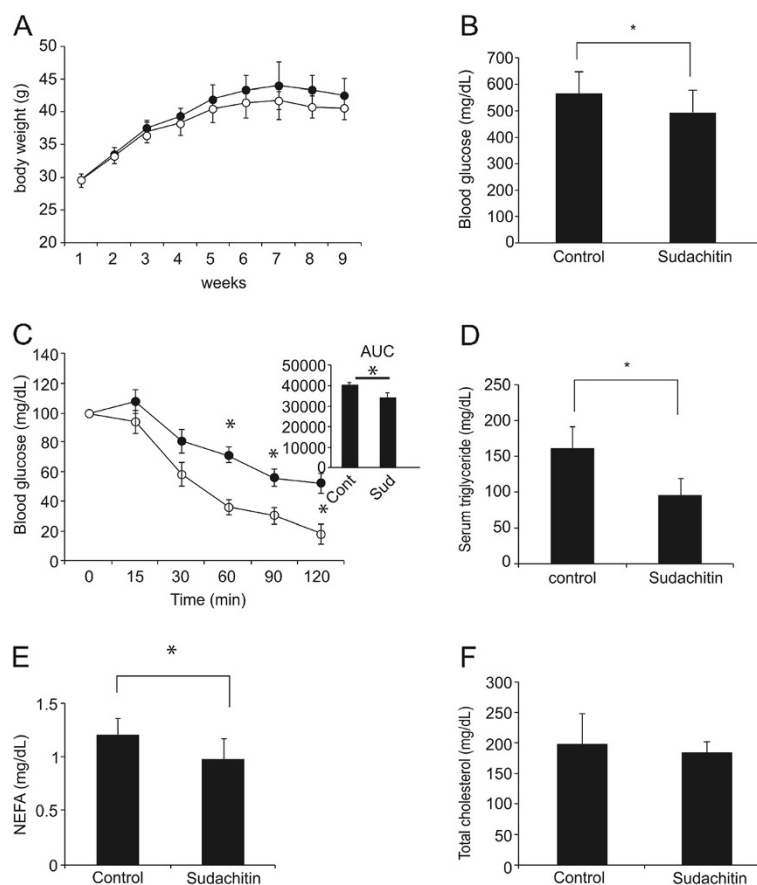 A
body weight (g)
50
45
40
35
30
25
20
1 2 3 4 5 6 7 8 9
weeks
B
*
Blood glucose (mg/dL)
700
600
500
400
300
200
100
0
Control Sudachitin
C
Blood glucose (mg/dL)
140
120
100
80
60
40
20
0
0 15 30 60 90 120
Time (min)
*
*
*
AUC
*
50000
40000
30000
20000
10000
0
Cont Sud
D
*
Serum triglyceride (mg/dL)
250
200
150
100
50
0
control Sudachitin
E
*
NEFA (mg/dL)
1.5
1
0.5
0
Control Sudachitin
F
Total cholesterol (mg/dL)
300
250
200
150
100
50
0
Control Sudachitin